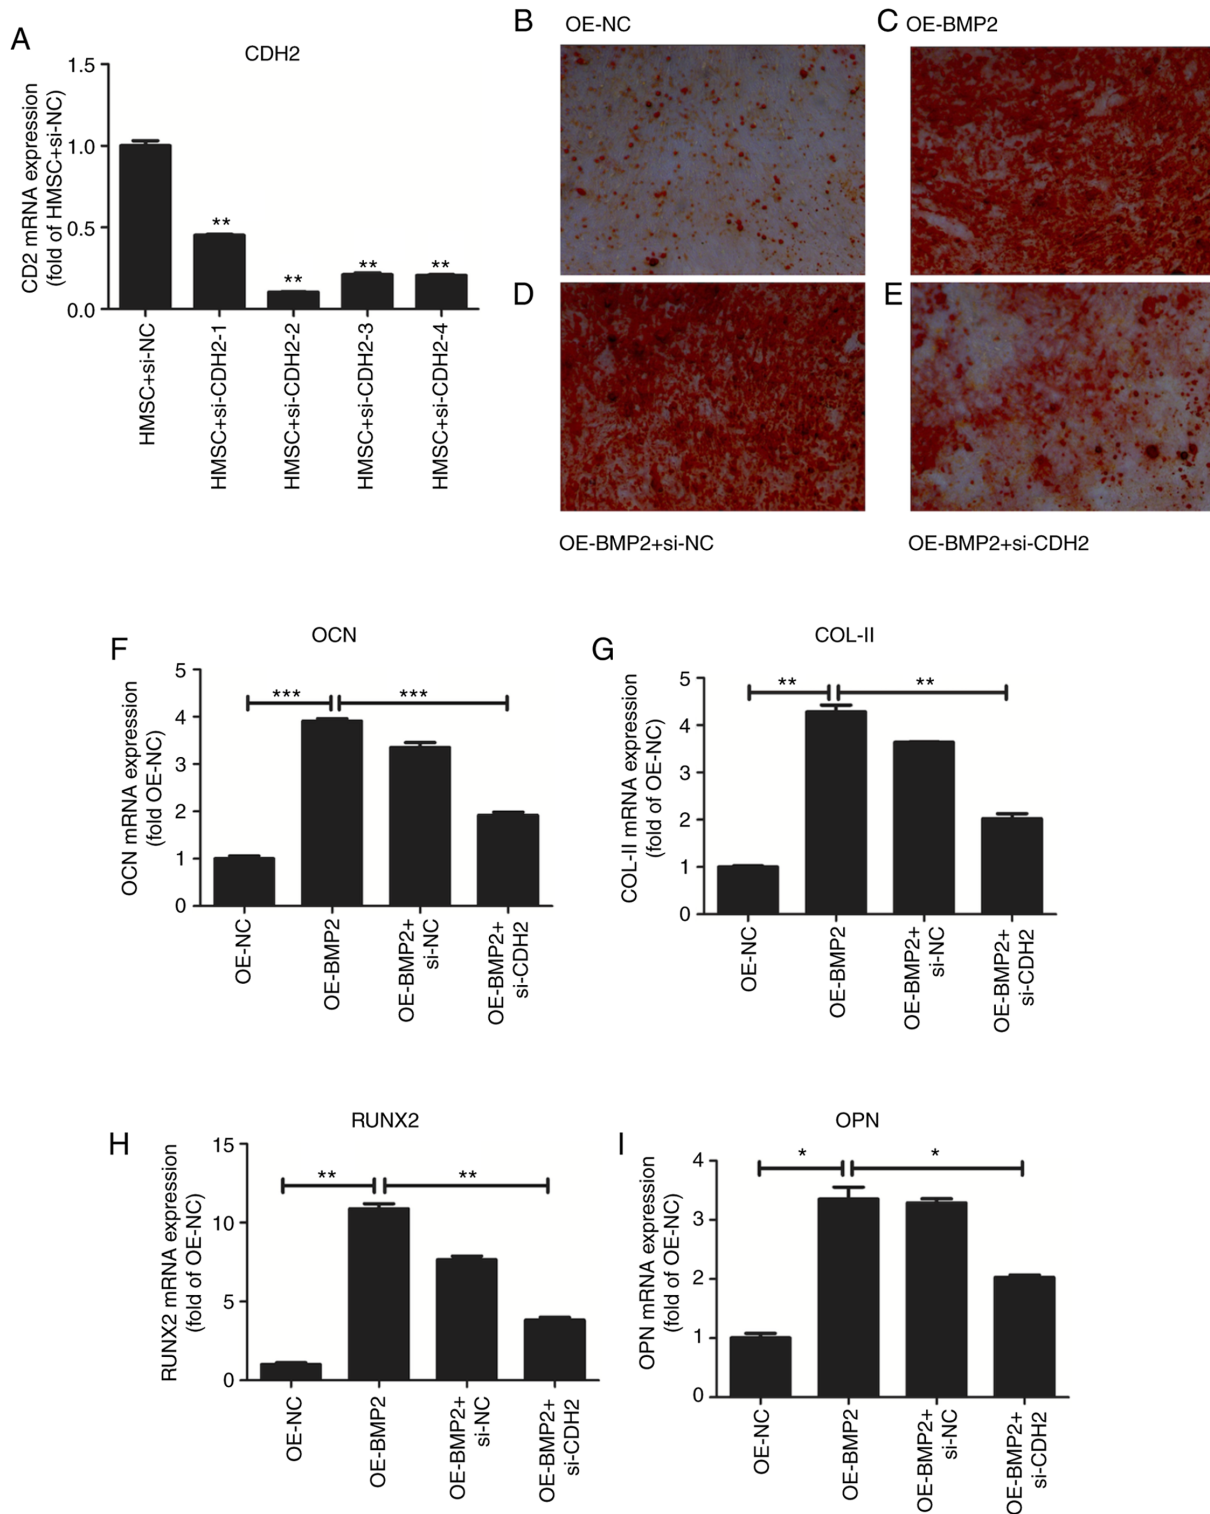 A
CDH2
CD2 mRNA expression
(fold of HMSC+si-NC)
1.5
1.0
0.5
0.0
**
**
**
**
HMSC+si-NC
HMSC+si-CDH2-1
HMSC+si-CDH2-2
HMSC+si-CDH2-3
HMSC+si-CDH2-4
B
OE-NC
C
OE-BMP2
D
E
OE-BMP2+si-NC
OE-BMP2+si-CDH2
F
OCN
OCN mRNA expression
(fold OE-NC)
5
4
3
2
1
0
***
***
OE-NC
OE-BMP2
OE-BMP2+
si-NC
OE-BMP2+
si-CDH2
G
COL-II
COL-II mRNA expression
(fold of OE-NC)
5
4
3
2
1
0
**
**
OE-NC
OE-BMP2
OE-BMP2+
si-NC
OE-BMP2+
si-CDH2
H
RUNX2
RUNX2 mRNA expression
(fold of OE-NC)
15
10
5
0
**
**
OE-NC
OE-BMP2
OE-BMP2+
si-NC
OE-BMP2+
si-CDH2
I
OPN
OPN mRNA expression
(fold of OE-NC)
4
3
2
1
0
*
*
OE-NC
OE-BMP2
OE-BMP2+
si-NC
OE-BMP2+
si-CDH2